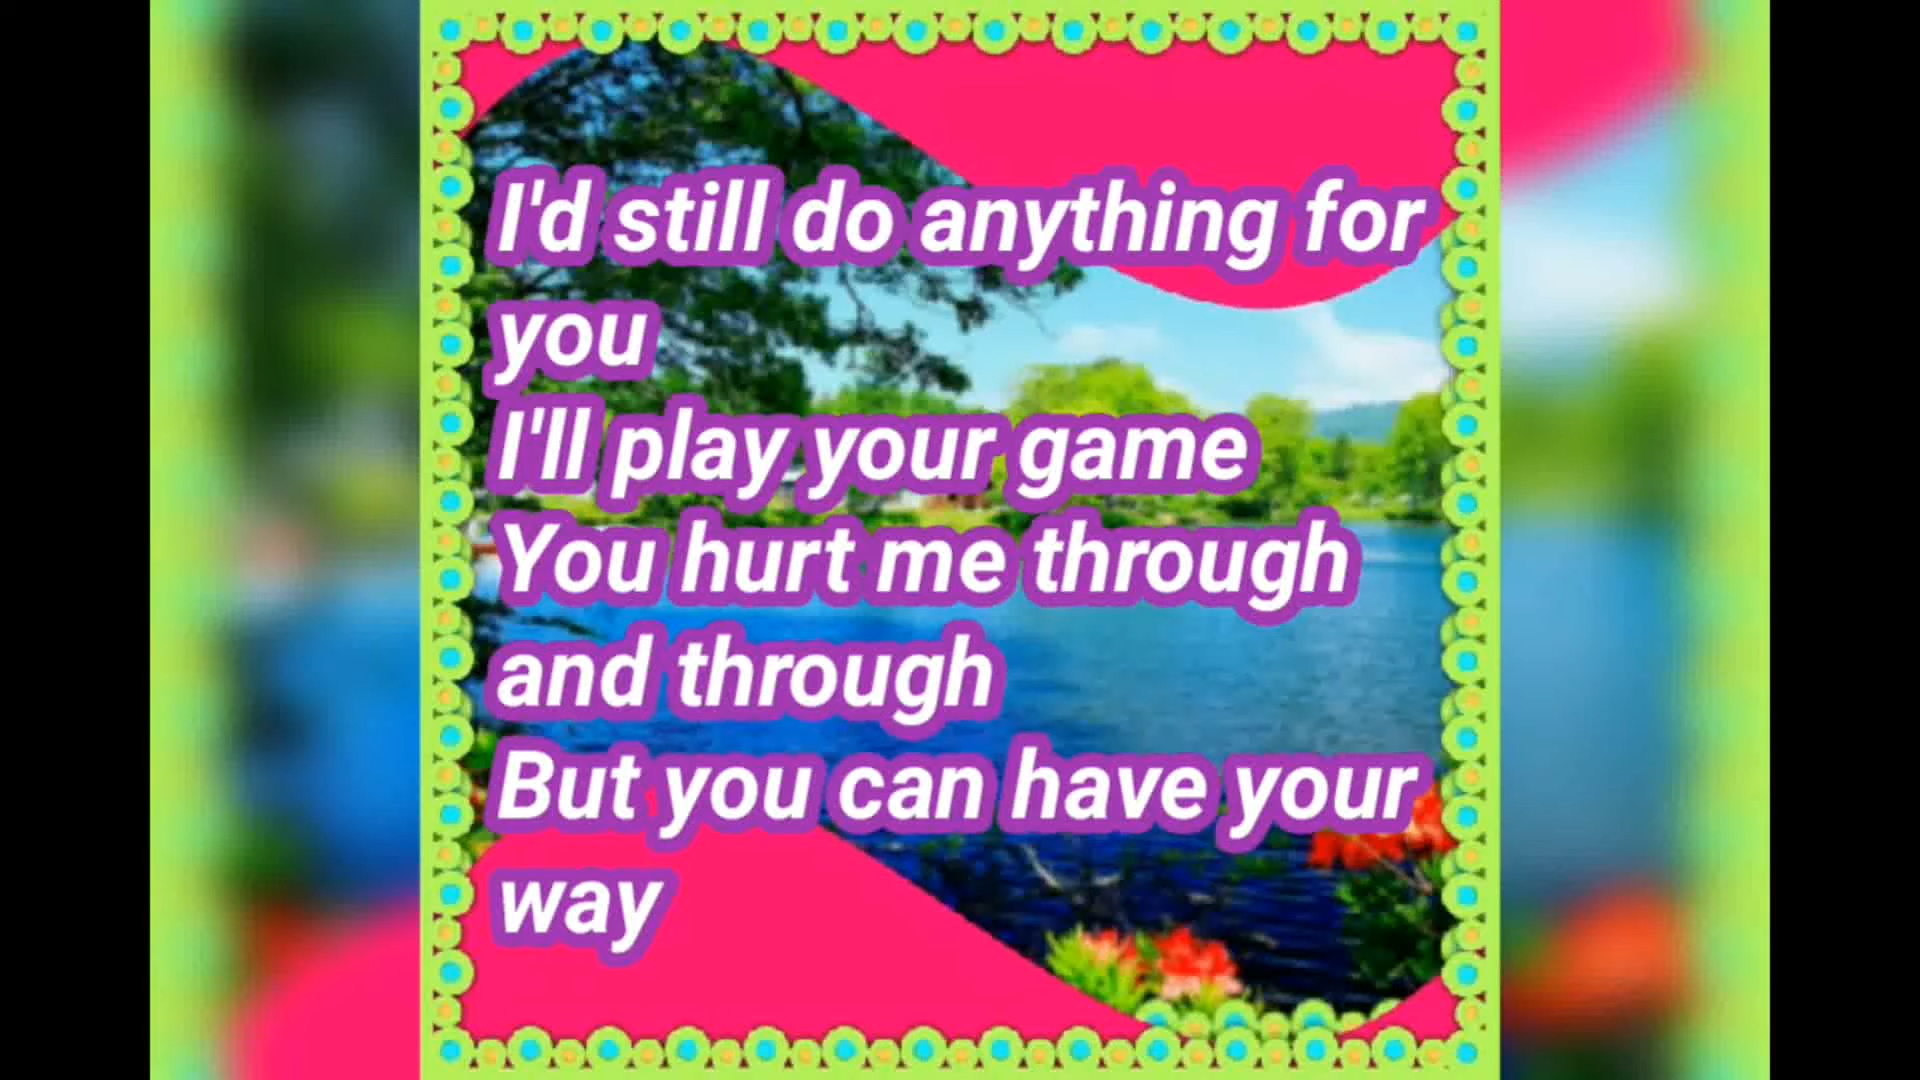 I'd still do anything for
you
I'll play your game
You hurt me through
and through
But you can have your
way